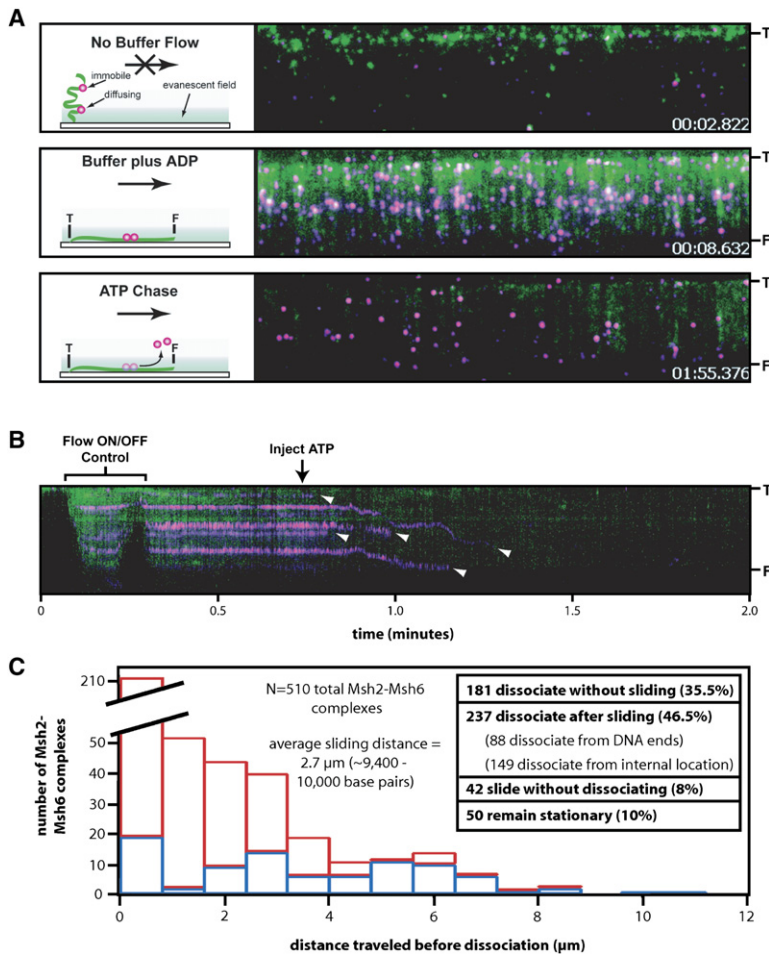 A
No Buffer Flow
immobile
diffusing
evanescent field
T
00:02.822
Buffer plus ADP
T
F
T
F
00:08.632
ATP Chase
T
F
T
F
01:55.376
B
Flow ON/OFF
Control
Inject ATP
T
F
0
0.5
1.0
1.5
2.0
time (minutes)
C
number of Msh2-
Msh6 complexes
210
50
40
30
20
10
0
N=510 total Msh2-Msh6
complexes
average sliding distance =
2.7 µm (~9,400 -
10,000 base pairs)
181 dissociate without sliding (35.5%)
237 dissociate after sliding (46.5%)
(88 dissociate from DNA ends)
(149 dissociate from internal location)
42 slide without dissociating (8%)
50 remain stationary (10%)
0
2
4
6
8
10
12
distance traveled before dissociation (µm)